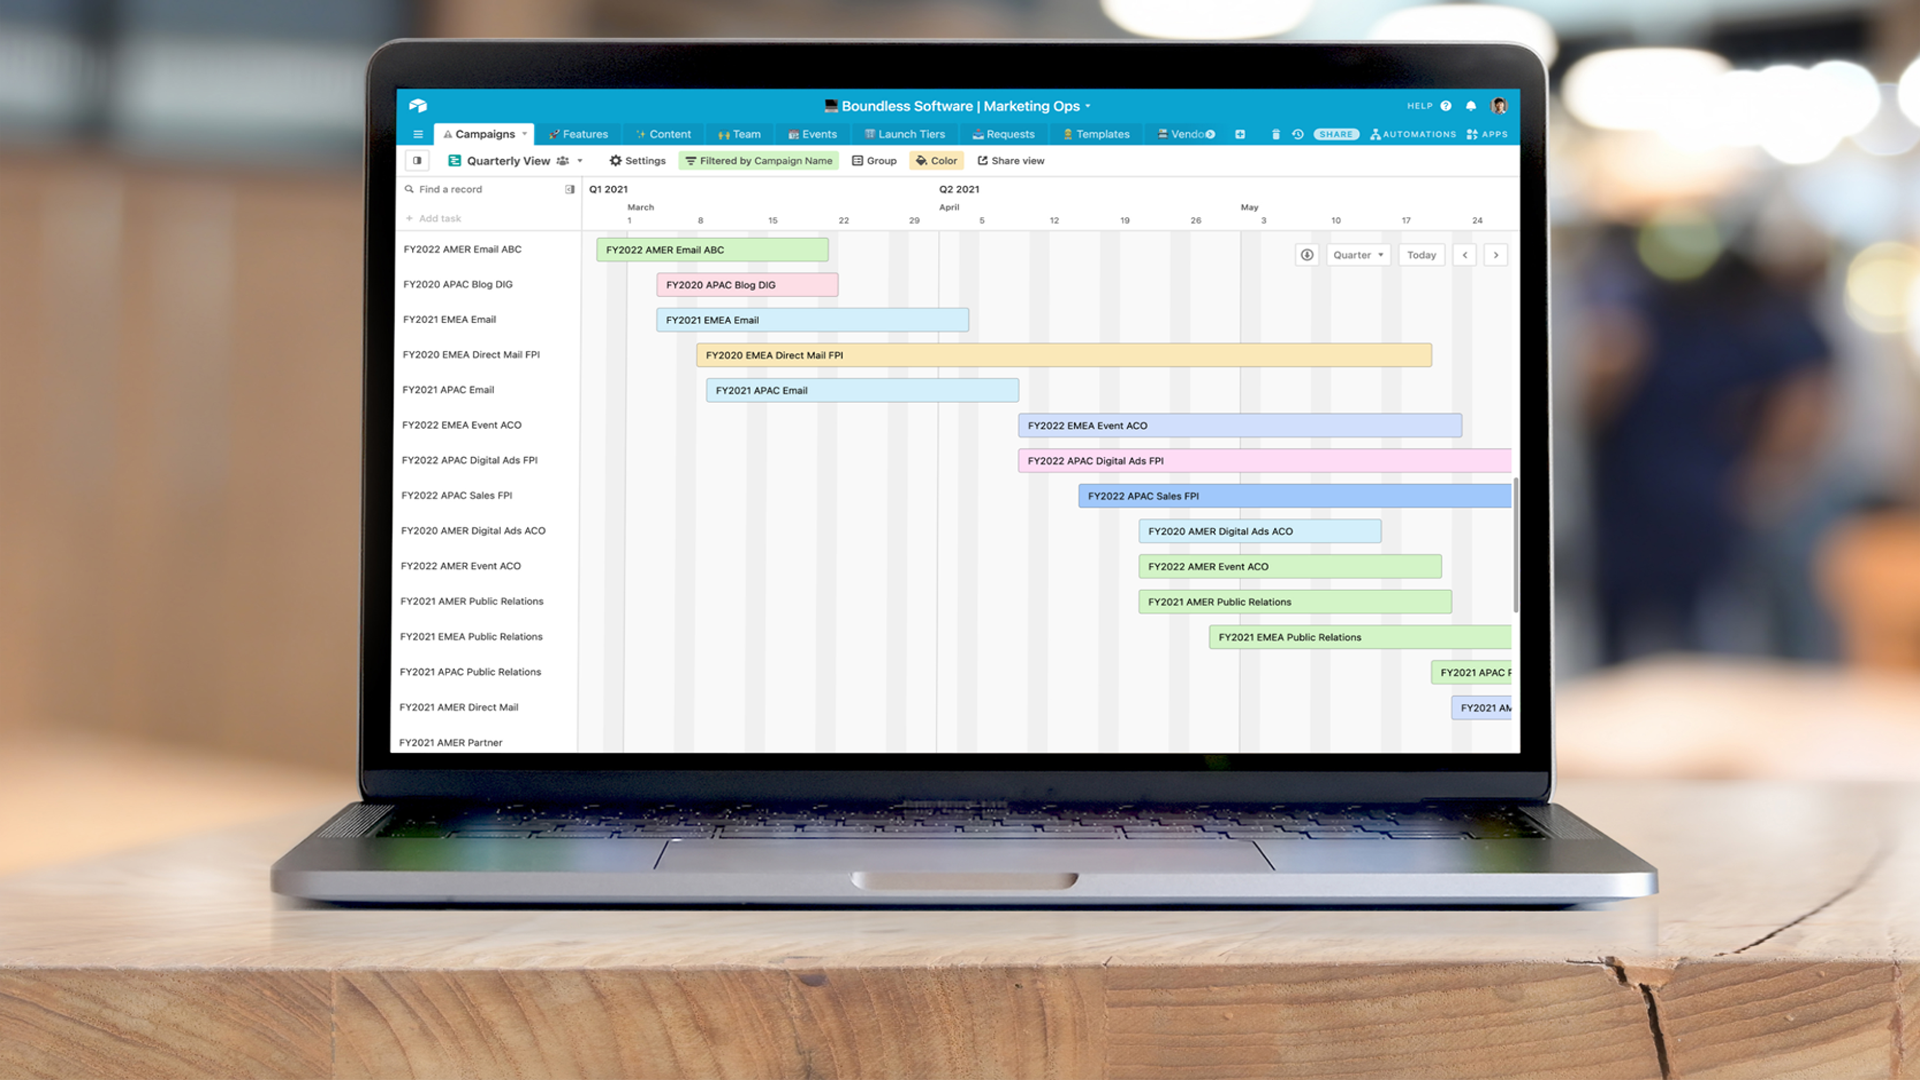 Boundless Software | Marketing Ops
HELP
Campaigns Features Content Team Events Launch Tiers Requests Templates Vendo SHARE AUTOMATIONS APPS
Quarterly View Settings Filtered by Campaign Name Group Color Share view
Find a record Q1 2021 Q2 2021
March April May
+ Add task 1 8 15 22 29 5 12 19 26 3 10 17 24
Quarter Today < >
FY2022 AMER Email ABC FY2022 AMER Email ABC
FY2020 APAC Blog DIG FY2020 APAC Blog DIG
FY2021 EMEA Email FY2021 EMEA Email
FY2020 EMEA Direct Mail FPI FY2020 EMEA Direct Mail FPI
FY2021 APAC Email FY2021 APAC Email
FY2022 EMEA Event ACO FY2022 EMEA Event ACO
FY2022 APAC Digital Ads FPI FY2022 APAC Digital Ads FPI
FY2022 APAC Sales FPI FY2022 APAC Sales FPI
FY2020 AMER Digital Ads ACO FY2020 AMER Digital Ads ACO
FY2022 AMER Event ACO FY2022 AMER Event ACO
FY2021 AMER Public Relations FY2021 AMER Public Relations
FY2021 EMEA Public Relations FY2021 EMEA Public Relations
FY2021 APAC Public Relations FY2021 APAC P
FY2021 AMER Direct Mail FY2021 AM
FY2021 AMER Partner